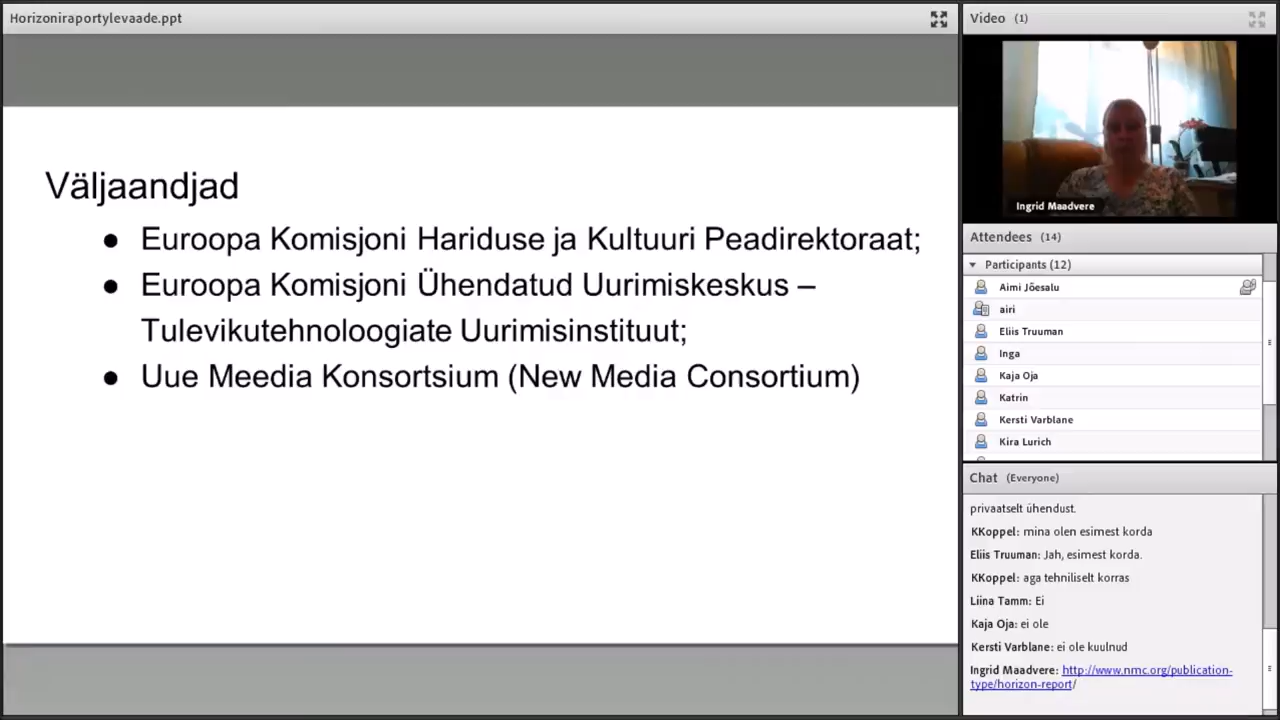 Horizoniraportylevaade.ppt
Väljaandjad
● Euroopa Komisjoni Hariduse ja Kultuuri Peadirektoraat;
● Euroopa Komisjoni Ühendatud Uurimiskeskus –
Tulevikutehnoloogiate Uurimisinstituut;
● Uue Meedia Konsortsium (New Media Consortium)
Video (1)
Ingrid Maadvere
Attendees (14)
Participants (12)
Aimi Jõesalu
airi
Eliis Truuman
Inga
Kaja Oja
Katrin
Kersti Varblane
Kira Lurich
Chat (Everyone)
privaatselt ühendust.
KKoppel: mina olen esimest korda
Eliis Truuman: Jah, esimest korda.
KKoppel: aga tehniliselt korras
Liina Tamm: Ei
Kaja Oja: ei ole
Kersti Varblane: ei ole kuulnud
Ingrid Maadvere: http://www.nmc.org/publication-
type/horizon-report/